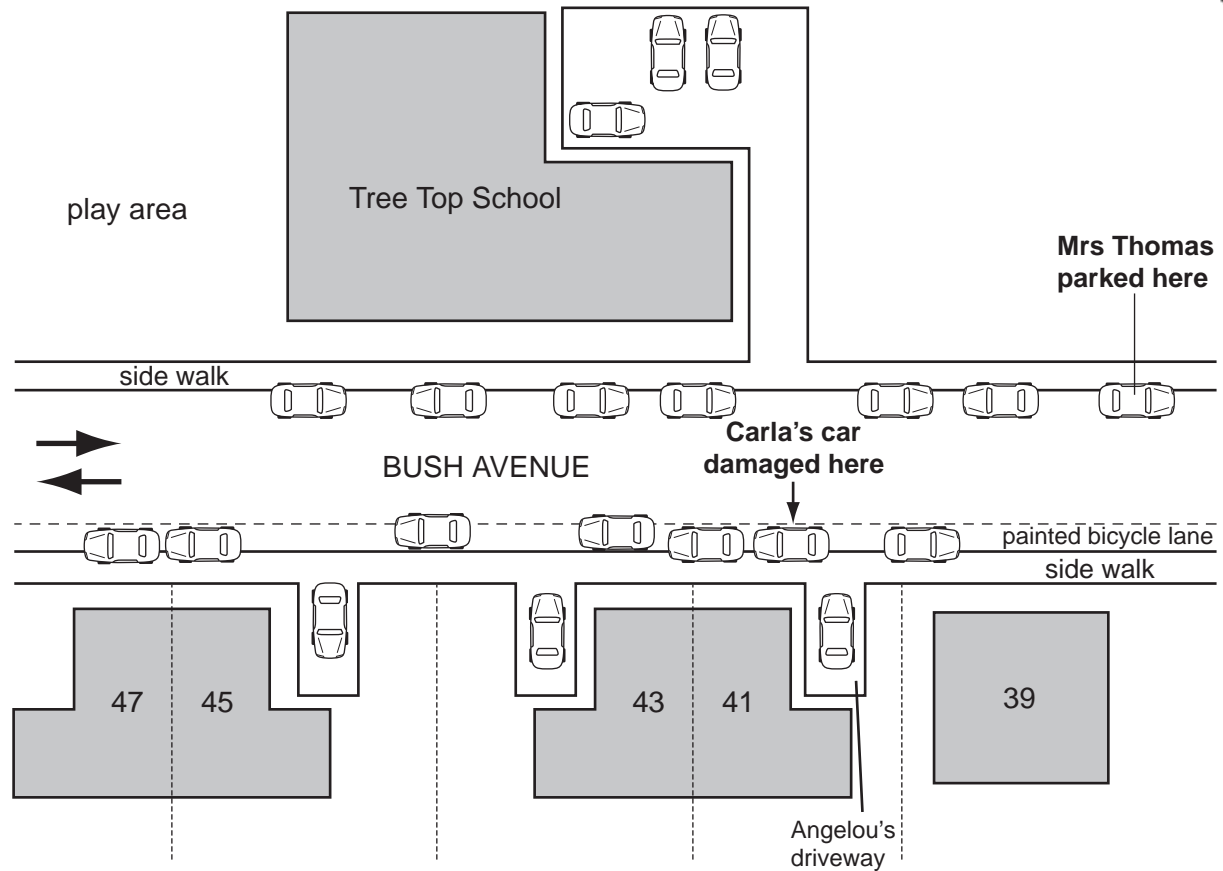 Tree Top School
play area
Mrs Thomas
parked here
side walk
Carla's car
damaged here
BUSH AVENUE
painted bicycle lane
side walk
47
45
43
41
39
Angelou's
driveway